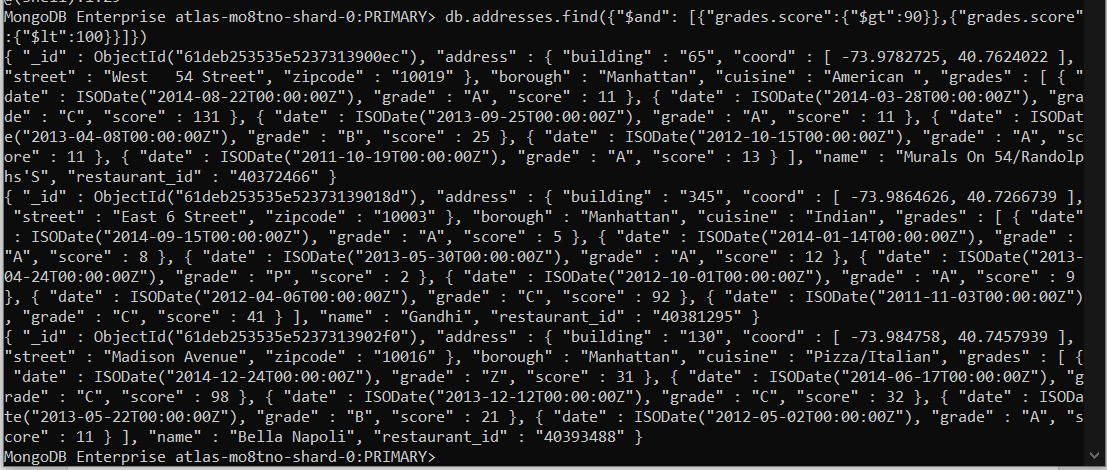 MongoDB Enterprise atlas-mo8tno-shard-0:PRIMARY> db.addresses.find({"$and": [{"grades.score":{"$gt":90}},{"grades.score"
:{"$lt":100}}]})
{ "_id" : ObjectId("61deb253535e5237313900ec"), "address" : { "building" : "65", "coord" : [ -73.9782725, 40.7624022 ],
"street" : "West   54 Street", "zipcode" : "10019" }, "borough" : "Manhattan", "cuisine" : "American ", "grades" : [ { "
date" : ISODate("2014-08-22T00:00:00Z"), "grade" : "A", "score" : 11 }, { "date" : ISODate("2014-03-28T00:00:00Z"), "gra
de" : "C", "score" : 131 }, { "date" : ISODate("2013-09-25T00:00:00Z"), "grade" : "A", "score" : 11 }, { "date" : ISODat
e("2013-04-08T00:00:00Z"), "grade" : "B", "score" : 25 }, { "date" : ISODate("2012-10-15T00:00:00Z"), "grade" : "A", "sc
ore" : 11 }, { "date" : ISODate("2011-10-19T00:00:00Z"), "grade" : "A", "score" : 13 } ], "name" : "Murals On 54/Randolp
hs'S", "restaurant_id" : "40372466" }
{ "_id" : ObjectId("61deb253535e52373139018d"), "address" : { "building" : "345", "coord" : [ -73.9864626, 40.7266739 ],
 "street" : "East 6 Street", "zipcode" : "10003" }, "borough" : "Manhattan", "cuisine" : "Indian", "grades" : [ { "date"
 : ISODate("2014-09-15T00:00:00Z"), "grade" : "A", "score" : 5 }, { "date" : ISODate("2014-01-14T00:00:00Z"), "grade" :
"A", "score" : 8 }, { "date" : ISODate("2013-05-30T00:00:00Z"), "grade" : "A", "score" : 12 }, { "date" : ISODate("2013-
04-24T00:00:00Z"), "grade" : "P", "score" : 2 }, { "date" : ISODate("2012-10-01T00:00:00Z"), "grade" : "A", "score" : 9
}, { "date" : ISODate("2012-04-06T00:00:00Z"), "grade" : "C", "score" : 92 }, { "date" : ISODate("2011-11-03T00:00:00Z")
, "grade" : "C", "score" : 41 } ], "name" : "Gandhi", "restaurant_id" : "40381295" }
{ "_id" : ObjectId("61deb253535e5237313902f0"), "address" : { "building" : "130", "coord" : [ -73.984758, 40.7457939 ],
"street" : "Madison Avenue", "zipcode" : "10016" }, "borough" : "Manhattan", "cuisine" : "Pizza/Italian", "grades" : [ {
 "date" : ISODate("2014-12-24T00:00:00Z"), "grade" : "Z", "score" : 31 }, { "date" : ISODate("2014-06-17T00:00:00Z"), "g
rade" : "C", "score" : 98 }, { "date" : ISODate("2013-12-12T00:00:00Z"), "grade" : "C", "score" : 32 }, { "date" : ISODa
te("2013-05-22T00:00:00Z"), "grade" : "B", "score" : 21 }, { "date" : ISODate("2012-05-02T00:00:00Z"), "grade" : "A", "s
core" : 11 } ], "name" : "Bella Napoli", "restaurant_id" : "40393488" }
MongoDB Enterprise atlas-mo8tno-shard-0:PRIMARY>